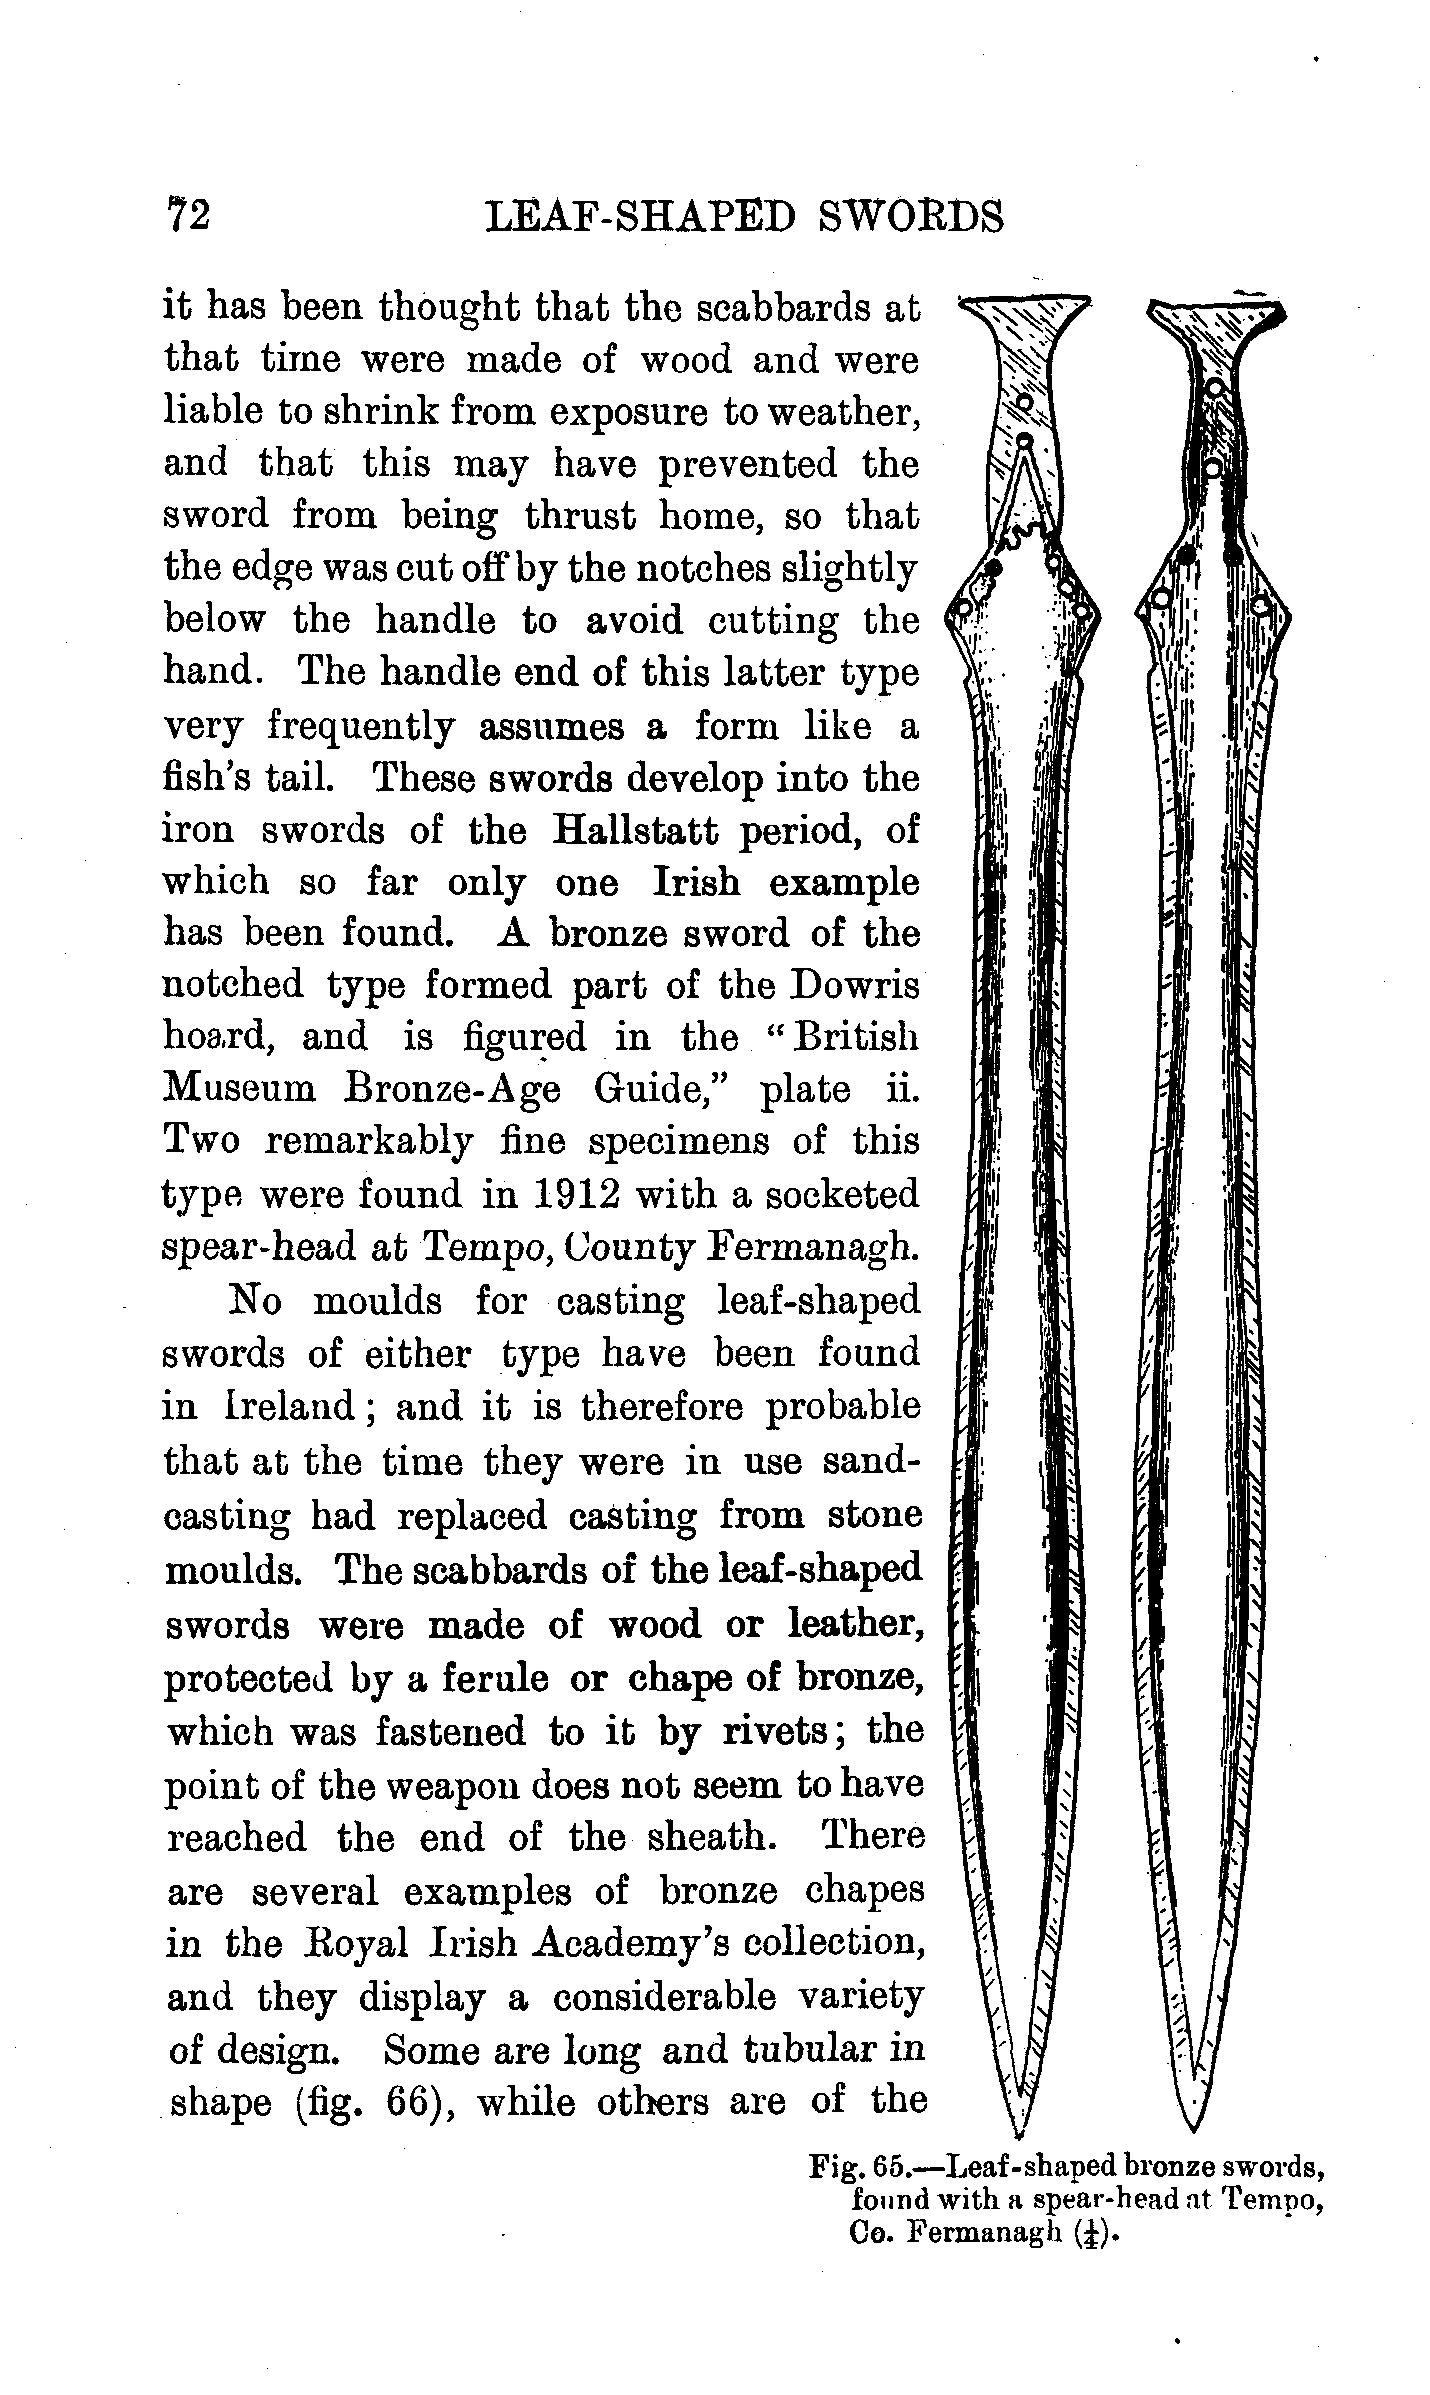 72 LEAF-SHAPED SWORDS
it has been thought that the scabbards at
that time were made of wood and were
liable to shrink from exposure to weather,
and that this may have prevented the
sword from being thrust home, so that
the edge was cut off by the notches slightly
below the handle to avoid cutting the
hand. The handle end of this latter type
very frequently assumes a form like a
fish's tail. These swords develop into the
iron swords of the Hallstatt period, of
which so far only one Irish example
has been found. A bronze sword of the
notched type formed part of the Dowris
hoard, and is figured in the "British
Museum Bronze-Age Guide," plate ii.
Two remarkably fine specimens of this
type were found in 1912 with a socketed
spear-head at Tempo, County Fermanagh.
No moulds for casting leaf-shaped
swords of either type have been found
in Ireland; and it is therefore probable
that at the time they were in use sand-
casting had replaced casting from stone
moulds. The scabbards of the leaf-shaped
swords were made of wood or leather,
protected by a ferule or chape of bronze,
which was fastened to it by rivets; the
point of the weapon does not seem to have
reached the end of the sheath. There
are several examples of bronze chapes
in the Royal Irish Academy's collection,
and they display a considerable variety
of design. Some are long and tubular in
shape (fig. 66), while others are of the
Fig. 65.—Leaf-shaped bronze swords,
found with a spear-head at Tempo,
Co. Fermanagh (¼).